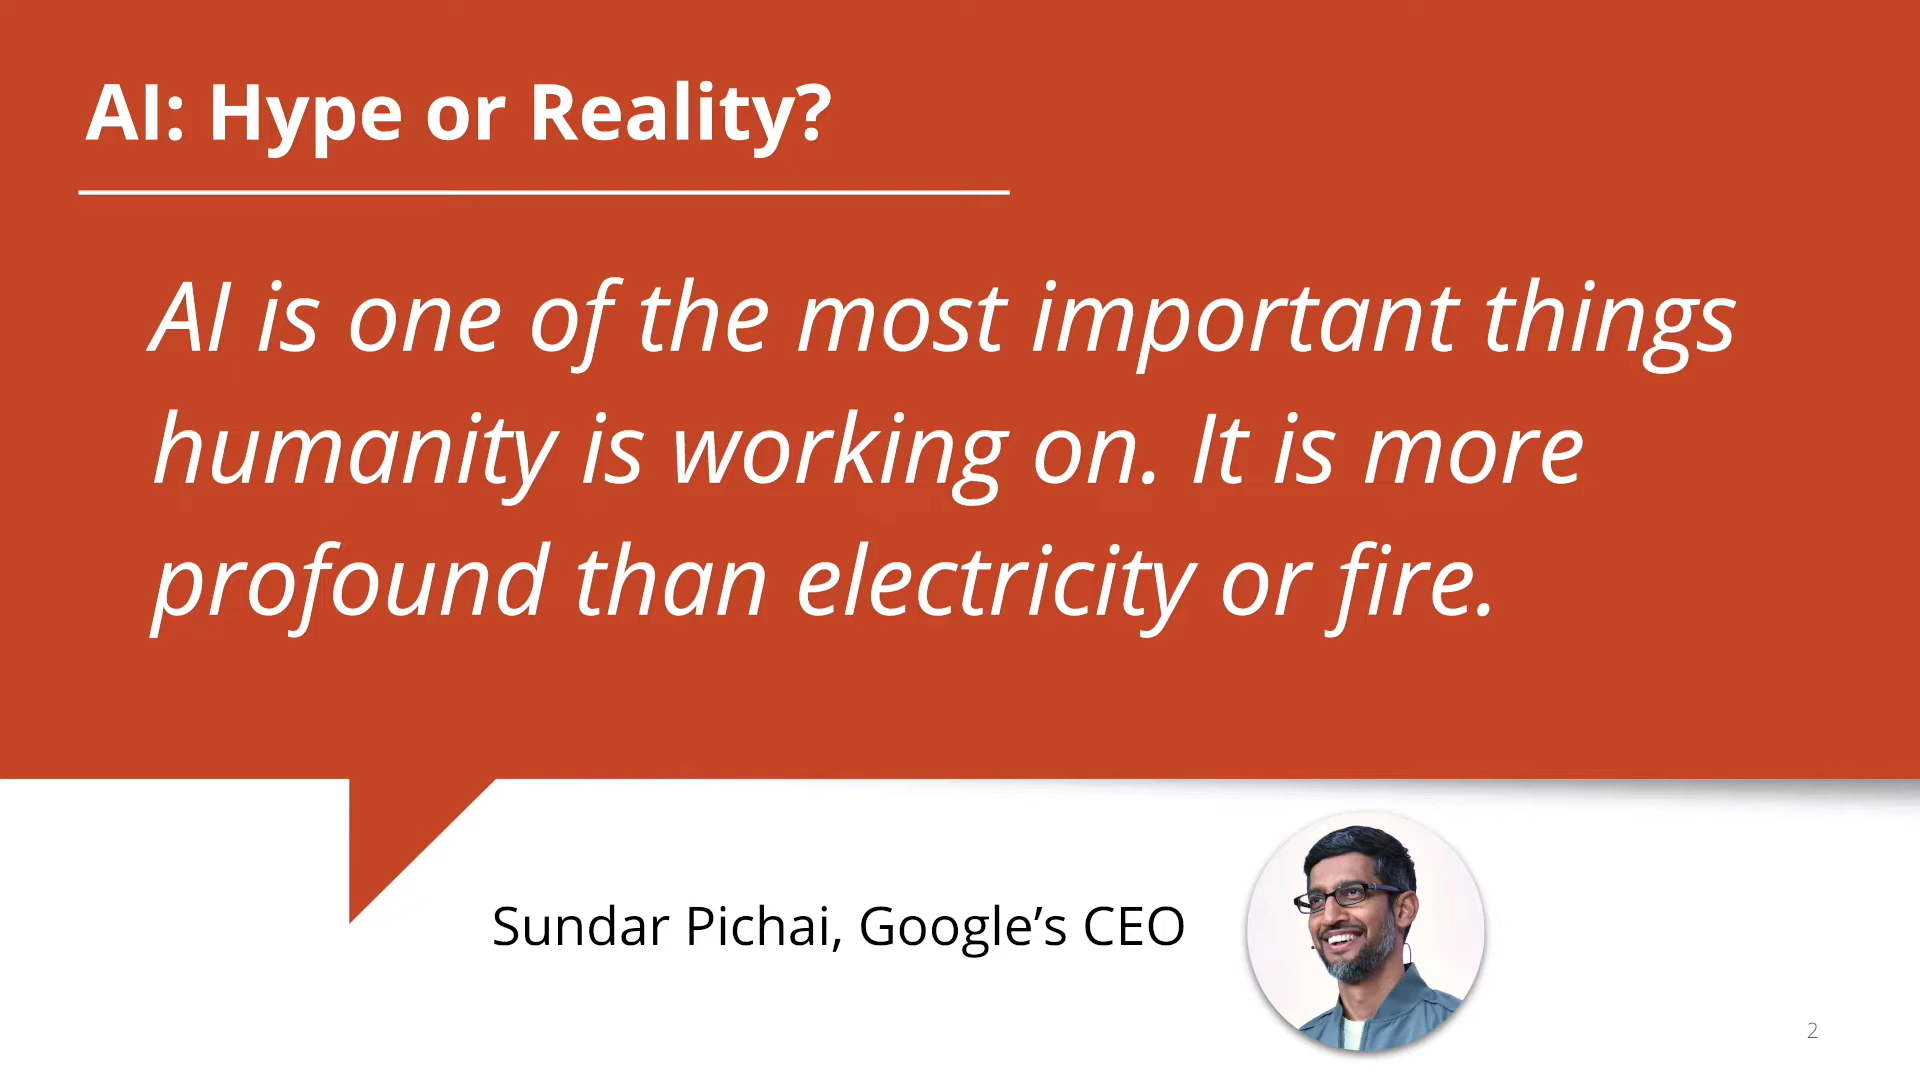 AI: Hype or Reality?
AI is one of the most important things
humanity is working on. It is more
profound than electricity or fire.
Sundar Pichai, Google’s CEO
2